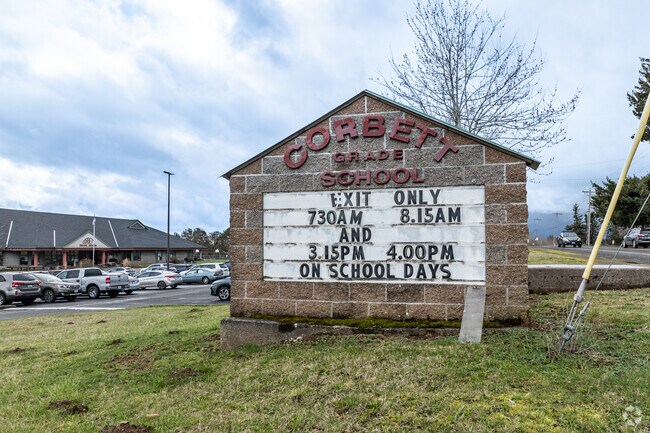 CORBETT
GRADE
SCHOOL
EXIT ONLY
730AM 8.15AM
AND
3.15PM 4.00PM
ON SCHOOL DAYS